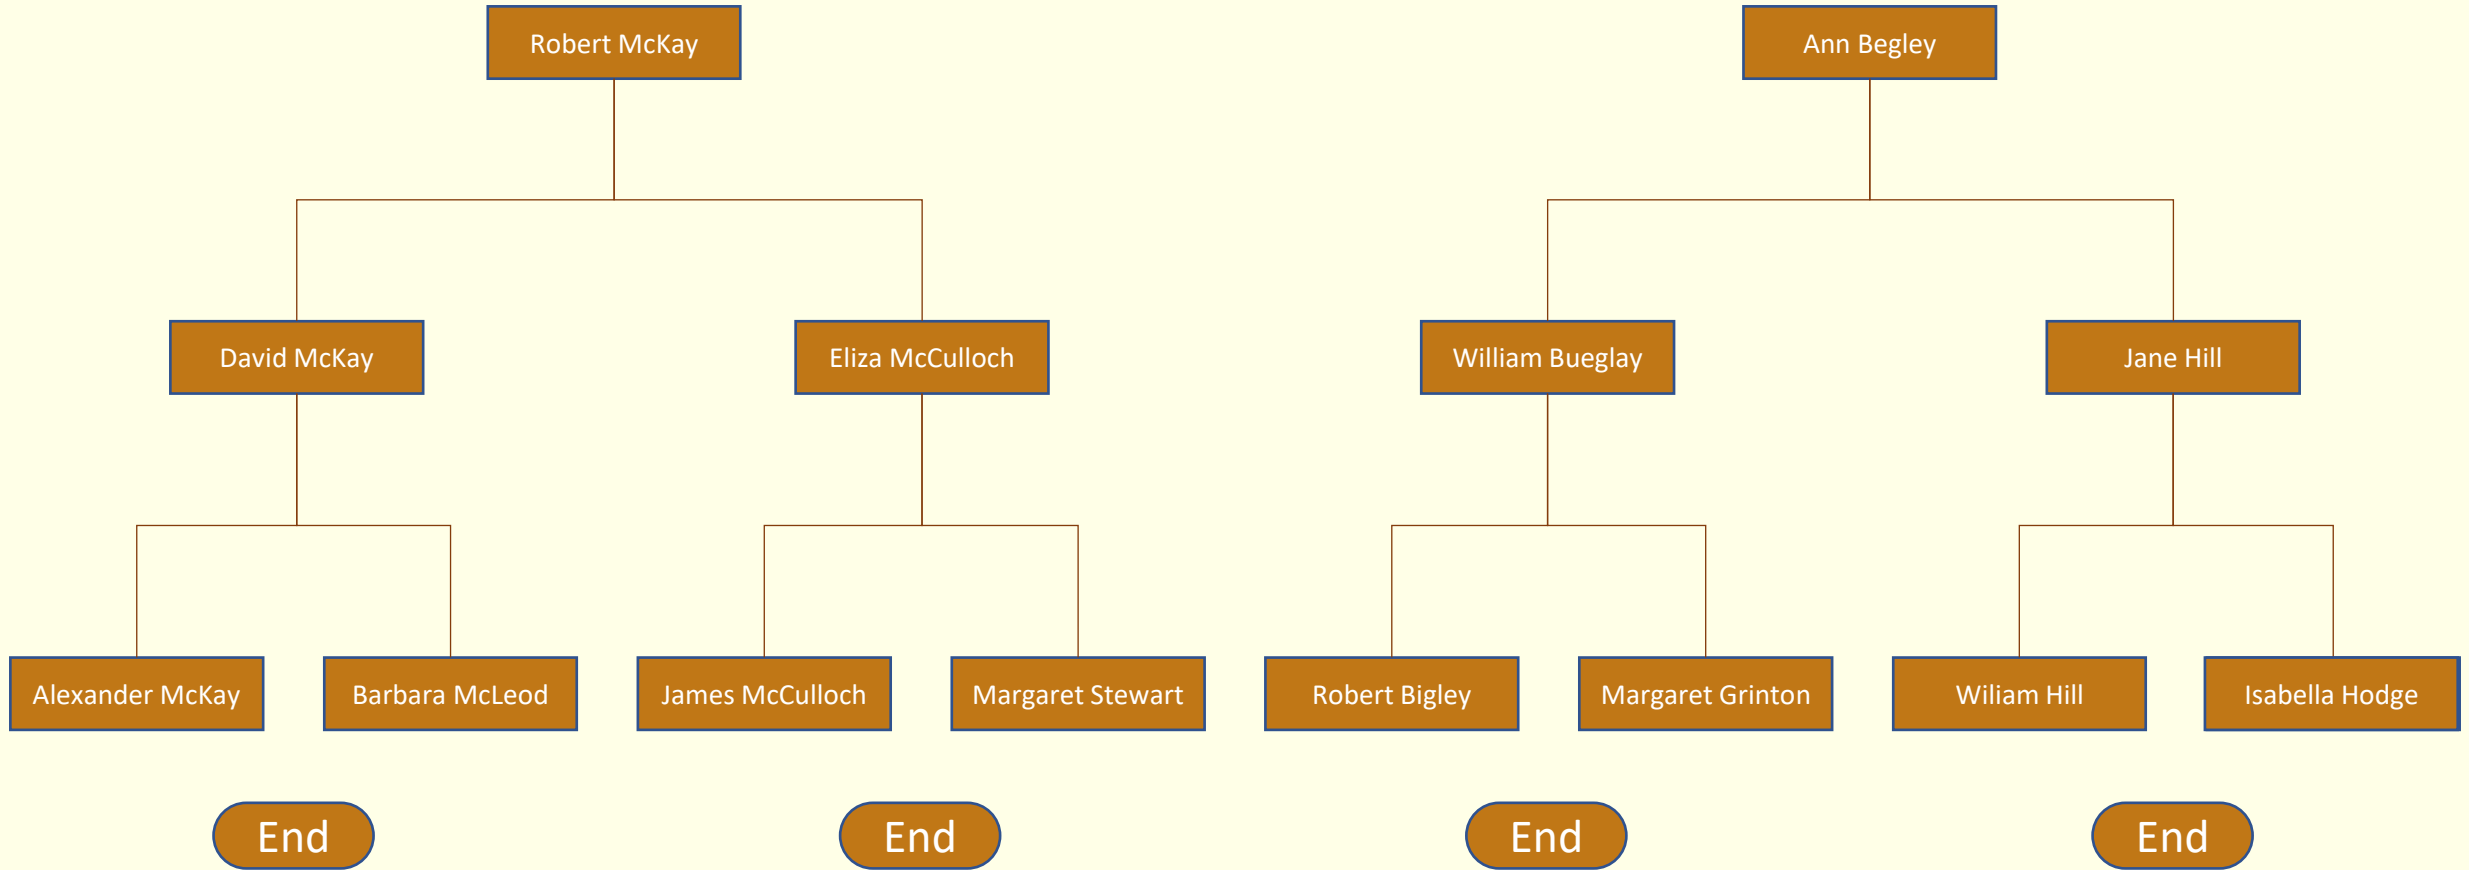 Robert McKay
Ann Begley
David McKay
Eliza McCulloch
William Bueglay
Jane Hill
Alexander McKay
Barbara McLeod
James McCulloch
Margaret Stewart
Robert Bigley
Margaret Grinton
Wiliam Hill
Isabella Hodge
End
End
End
End